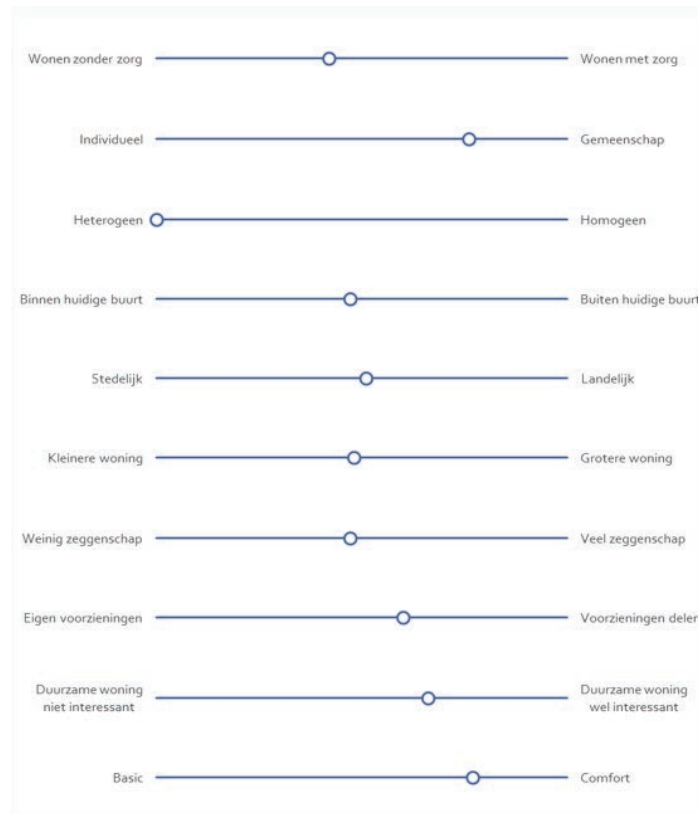 Wonen zonder zorg Wonen met zorg
Individueel Gemeenschap
Heterogeen Homogeen
Binnen huidige buurt Buiten huidige buurt
Stedelijk Landelijk
Kleinere woning Grotere woning
Weinig zeggenschap Veel zeggenschap
Eigen voorzieningen Voorzieningen delen
Duurzame woning Duurzame woning
niet interessant wel interessant
Basic Comfort